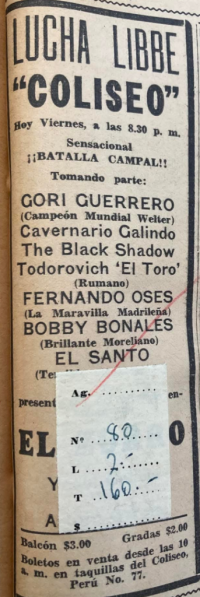 LUCHA LIBBE
"COLISEO"
Hoy Viernes, a las 8.30 p. m.
Sensacional
¡¡BATALLA CAMPAL!!
Tomando parte:
GORI GUERRERO
(Campeón Mundial Welter)
Cavernario Galindo
The Black Shadow
Todorovich 'El Toro'
(Rumano)
FERNANDO OSES
(La Maravilla Madrileña)
BOBBY BONALES
(Brillante Moreliano)
EL SANTO
Ag. ..........
present
en-
Nº ....80.....
EL
O
L ....2-......
Y
T ..160.-...
A
$ ............
Balcón $3.00 Gradas $2.00
Boletos en venta desde las 10
a. m. en taquillas del Coliseo,
Perú No. 77.